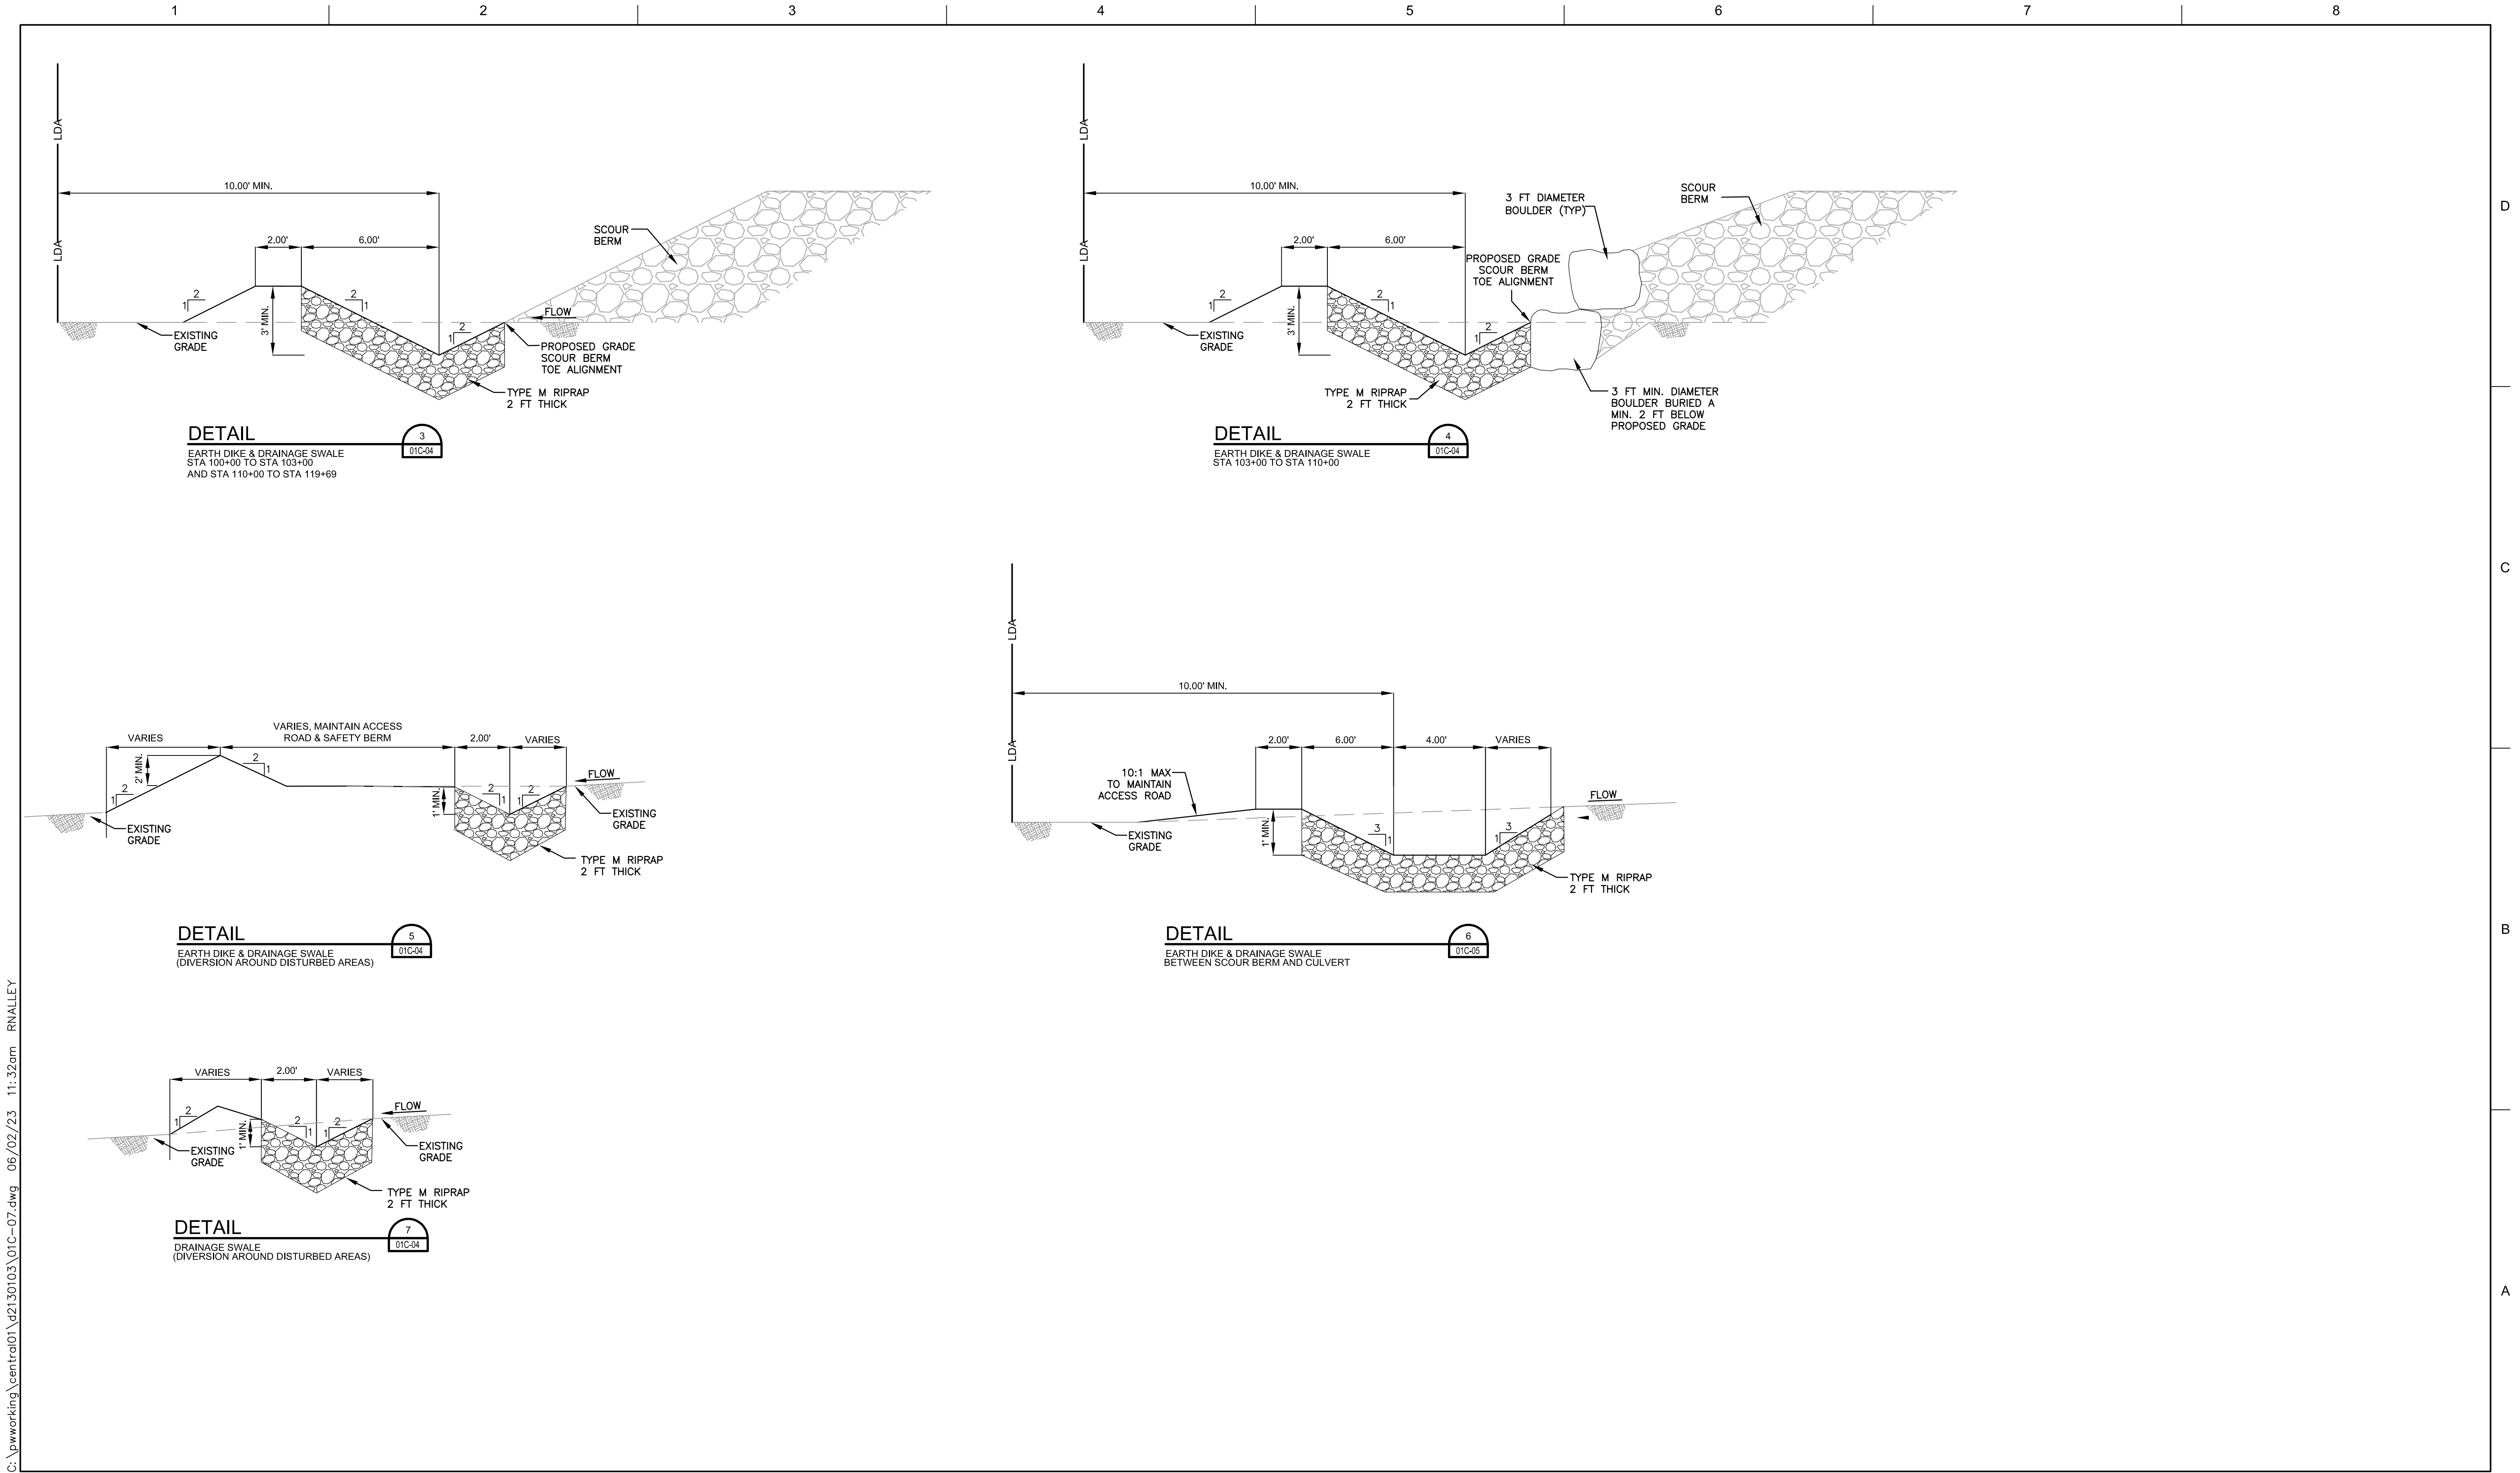 1 2 3 4 5 6 7 8
D
C
B
A
LDA
LDA
10.00' MIN.
2.00'
6.00'
SCOUR
BERM
2
1
2
1
2
1
3' MIN.
FLOW
EXISTING
GRADE
PROPOSED GRADE
SCOUR BERM
TOE ALIGNMENT
TYPE M RIPRAP
2 FT THICK
DETAIL
3
01C-04
EARTH DIKE & DRAINAGE SWALE
STA 100+00 TO STA 103+00
AND STA 110+00 TO STA 119+69
LDA
LDA
10.00' MIN.
2.00'
6.00'
3 FT DIAMETER
BOULDER (TYP)
SCOUR
BERM
PROPOSED GRADE
SCOUR BERM
TOE ALIGNMENT
2
1
2
1
2
1
3' MIN.
EXISTING
GRADE
TYPE M RIPRAP
2 FT THICK
3 FT MIN. DIAMETER
BOULDER BURIED A
MIN. 2 FT BELOW
PROPOSED GRADE
DETAIL
4
01C-04
EARTH DIKE & DRAINAGE SWALE
STA 103+00 TO STA 110+00
VARIES
VARIES, MAINTAIN ACCESS
ROAD & SAFETY BERM
2.00'
VARIES
2' MIN.
2
1
2
1
1' MIN.
2
1
2
1
FLOW
EXISTING
GRADE
EXISTING
GRADE
TYPE M RIPRAP
2 FT THICK
DETAIL
5
01C-04
EARTH DIKE & DRAINAGE SWALE
(DIVERSION AROUND DISTURBED AREAS)
LDA
LDA
10.00' MIN.
2.00'
6.00'
4.00'
VARIES
10:1 MAX
TO MAINTAIN
ACCESS ROAD
FLOW
1' MIN.
3
1
3
1
EXISTING
GRADE
TYPE M RIPRAP
2 FT THICK
DETAIL
6
01C-05
EARTH DIKE & DRAINAGE SWALE
BETWEEN SCOUR BERM AND CULVERT
VARIES
2.00'
VARIES
2
1
1' MIN.
2
1
2
1
FLOW
EXISTING
GRADE
EXISTING
GRADE
TYPE M RIPRAP
2 FT THICK
DETAIL
7
01C-04
DRAINAGE SWALE
(DIVERSION AROUND DISTURBED AREAS)
C:\pwworking\central01\d2130103\01C-07.dwg 06/02/23 11:32am RNALLEY